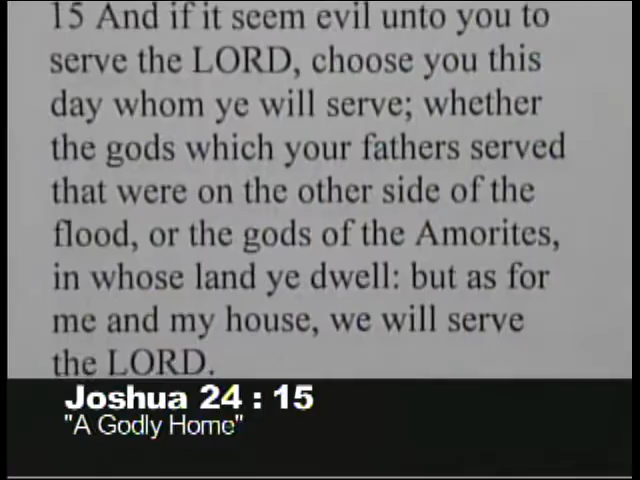 15 And if it seem evil unto you to
serve the LORD, choose you this
day whom ye will serve; whether
the gods which your fathers served
that were on the other side of the
flood, or the gods of the Amorites,
in whose land ye dwell: but as for
me and my house, we will serve
the LORD.
Joshua 24 : 15
"A Godly Home"